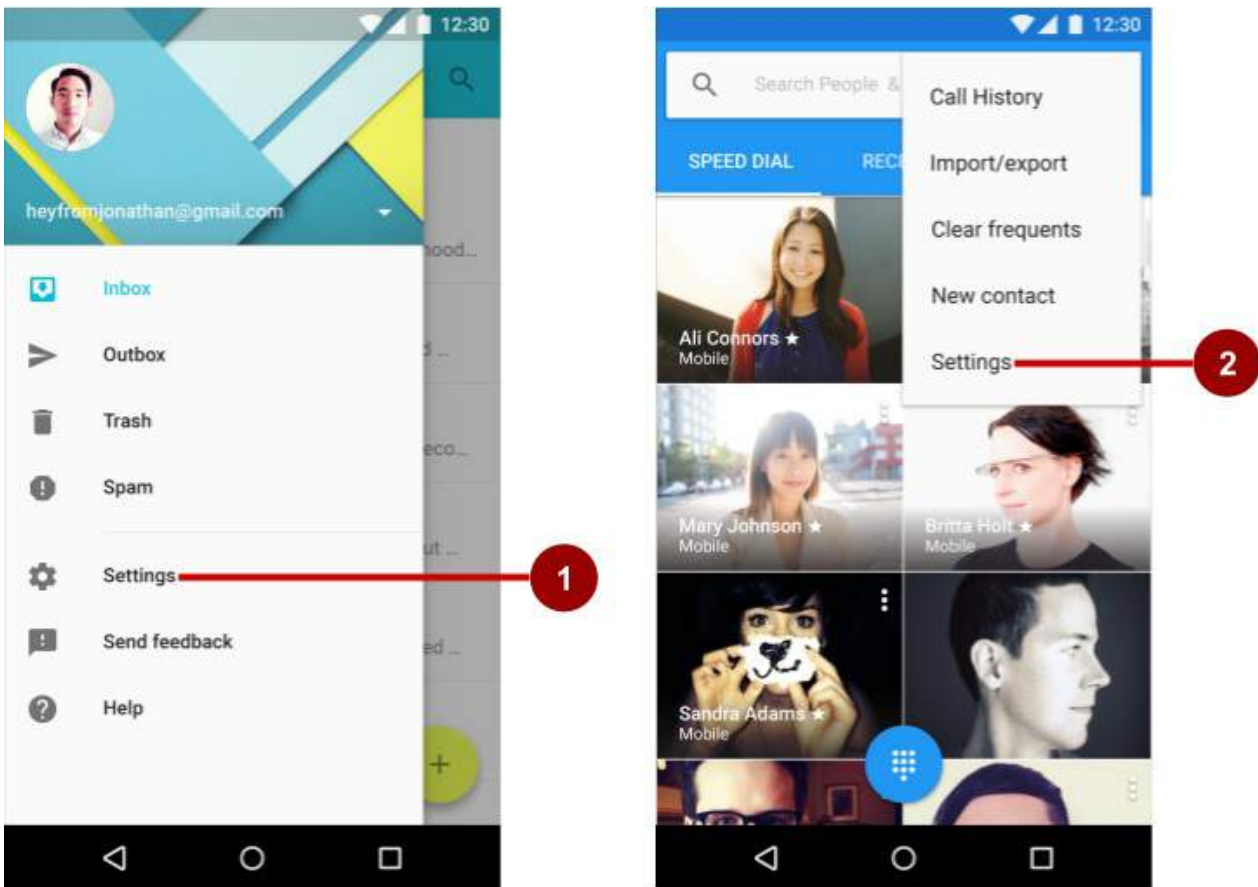 12:30
heyfromjonathan@gmail.com
Inbox
Outbox
Trash
Spam
Settings
Send feedback
Help
1
12:30
Search People &
Call History
SPEED DIAL
Import/export
Clear frequents
New contact
Settings
2
Ali Connors ★
Mobile
Mary Johnson ★
Mobile
Britta Holt ★
Mobile
Sandra Adams ★
Mobile